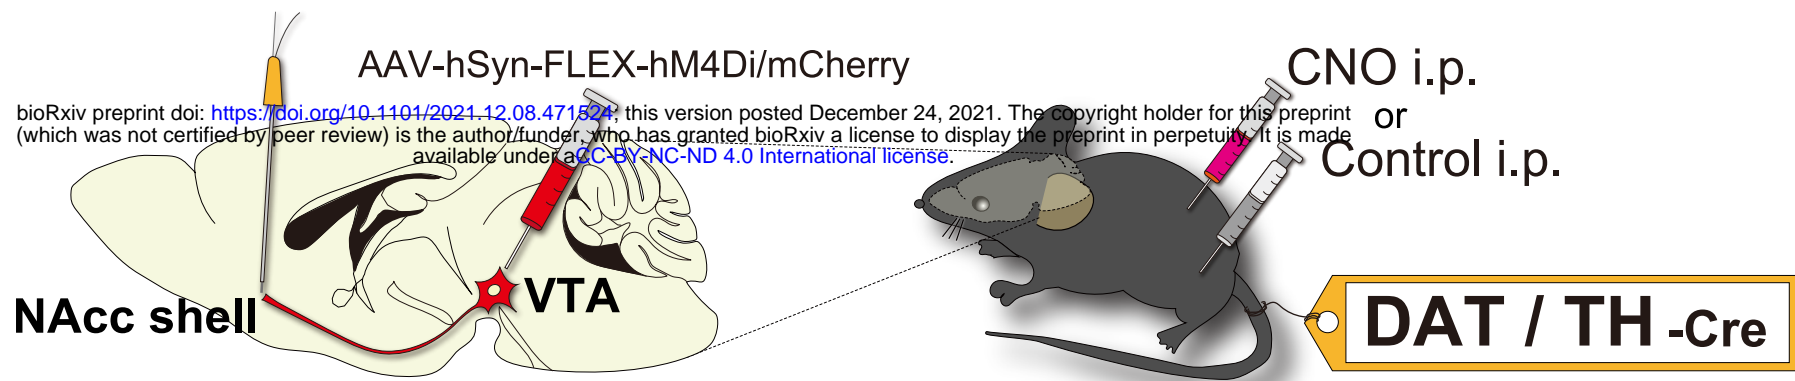 AAV-hSyn-FLEX-hM4Di/mCherry
CNO i.p.
or
Control i.p.
bioRxiv preprint doi: https://doi.org/10.1101/2021.12.08.471524; this version posted December 24, 2021. The copyright holder for this preprint
(which was not certified by peer review) is the author/funder, who has granted bioRxiv a license to display the preprint in perpetuity. It is made
available under aCC-BY-NC-ND 4.0 International license.
NAcc shell
VTA
DAT / TH -Cre